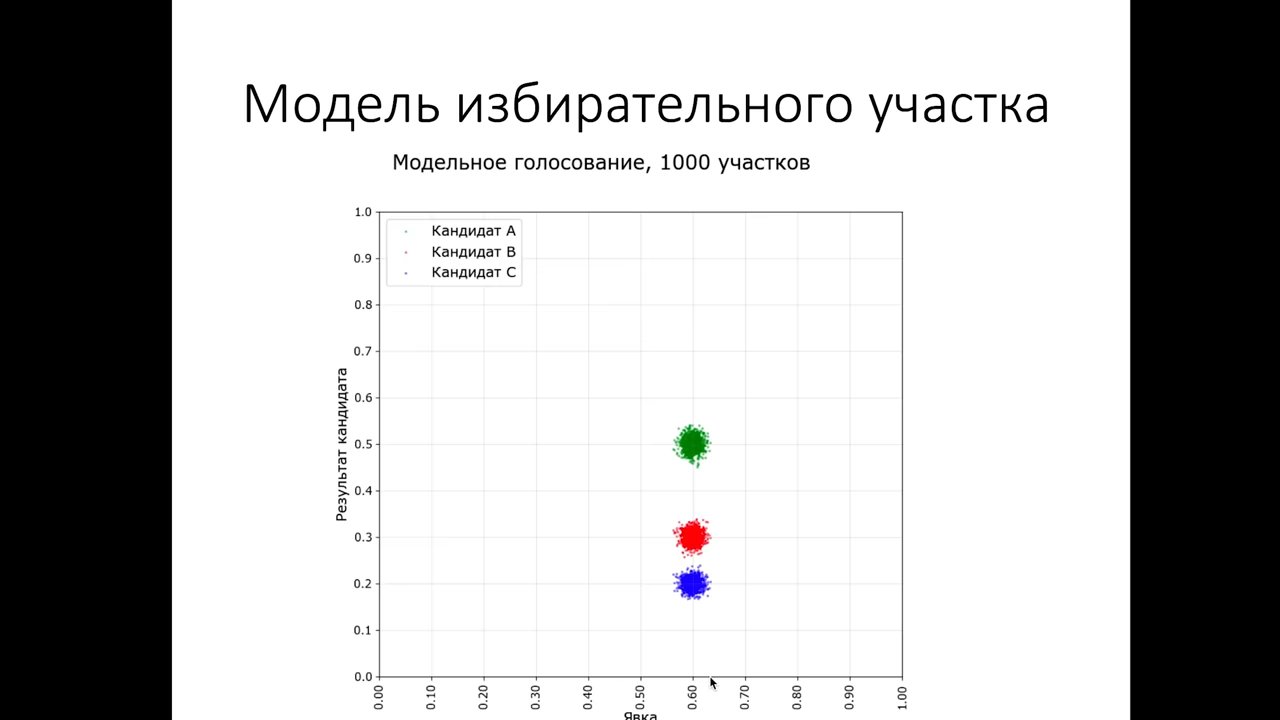 Модель избирательного участка
Модельное голосование, 1000 участков
Кандидат A
Кандидат B
Кандидат C
Результат кандидата
1.0
0.9
0.8
0.7
0.6
0.5
0.4
0.3
0.2
0.1
0.0
0.00 0.10 0.20 0.30 0.40 0.50 0.60 0.70 0.80 0.90 1.00
Явка